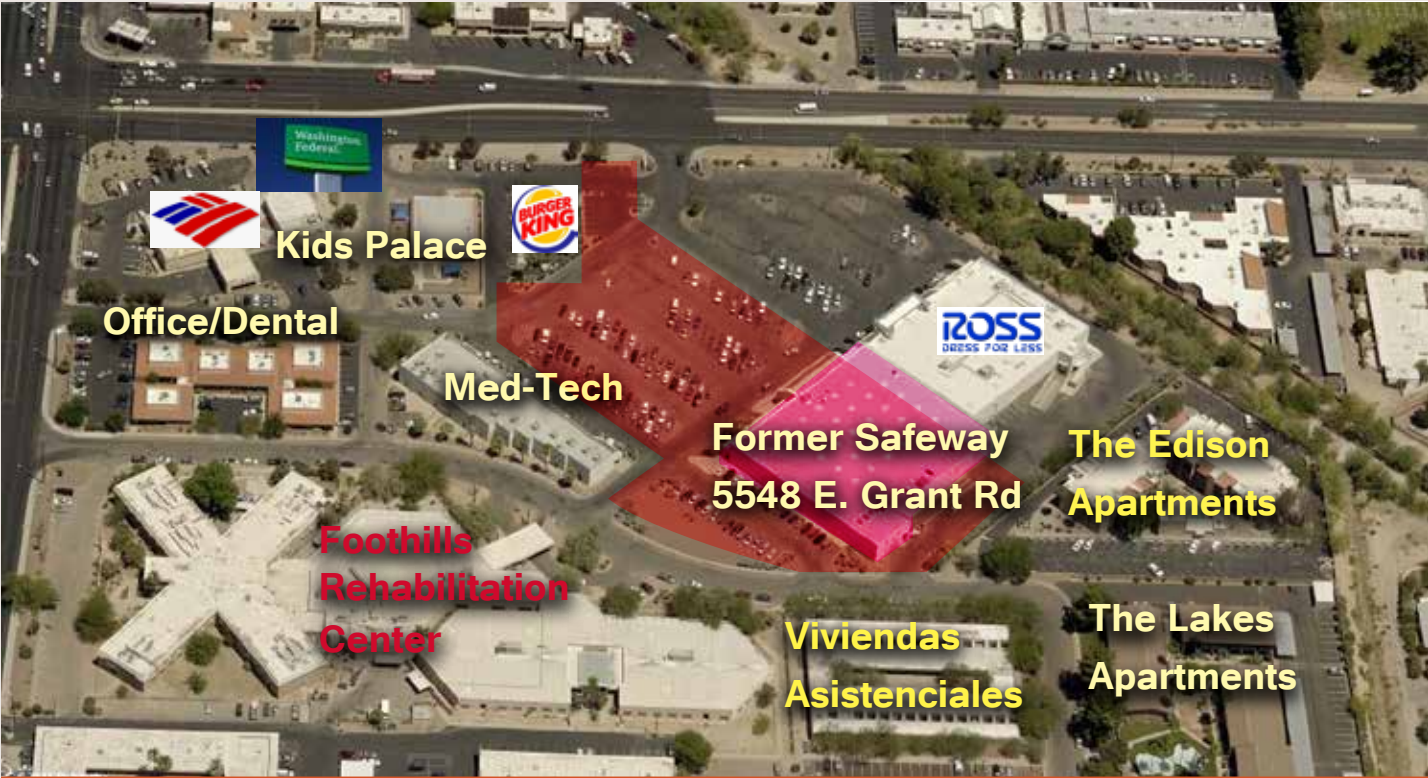 Washington
Federal.
BURGER
KING
Kids Palace
Office/Dental
ROSS
DRESS FOR LESS
Med-Tech
Former Safeway
5548 E. Grant Rd
The Edison
Apartments
Foothills
Rehabilitation
Center
Viviendas
Asistenciales
The Lakes
Apartments